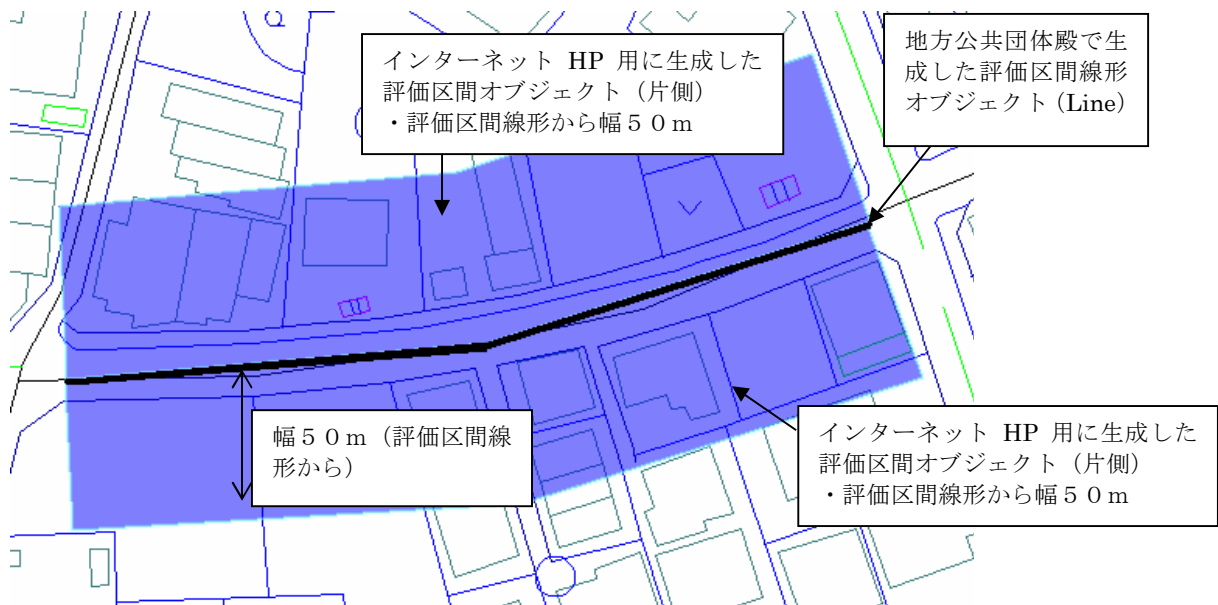 インターネット HP 用に生成した
評価区間オブジェクト（片側）
・評価区間線形から幅５０ｍ
地方公共団体殿で生
成した評価区間線形
オブジェクト（Line）
幅５０ｍ（評価区間線
形から）
インターネット HP 用に生成した
評価区間オブジェクト（片側）
・評価区間線形から幅５０ｍ